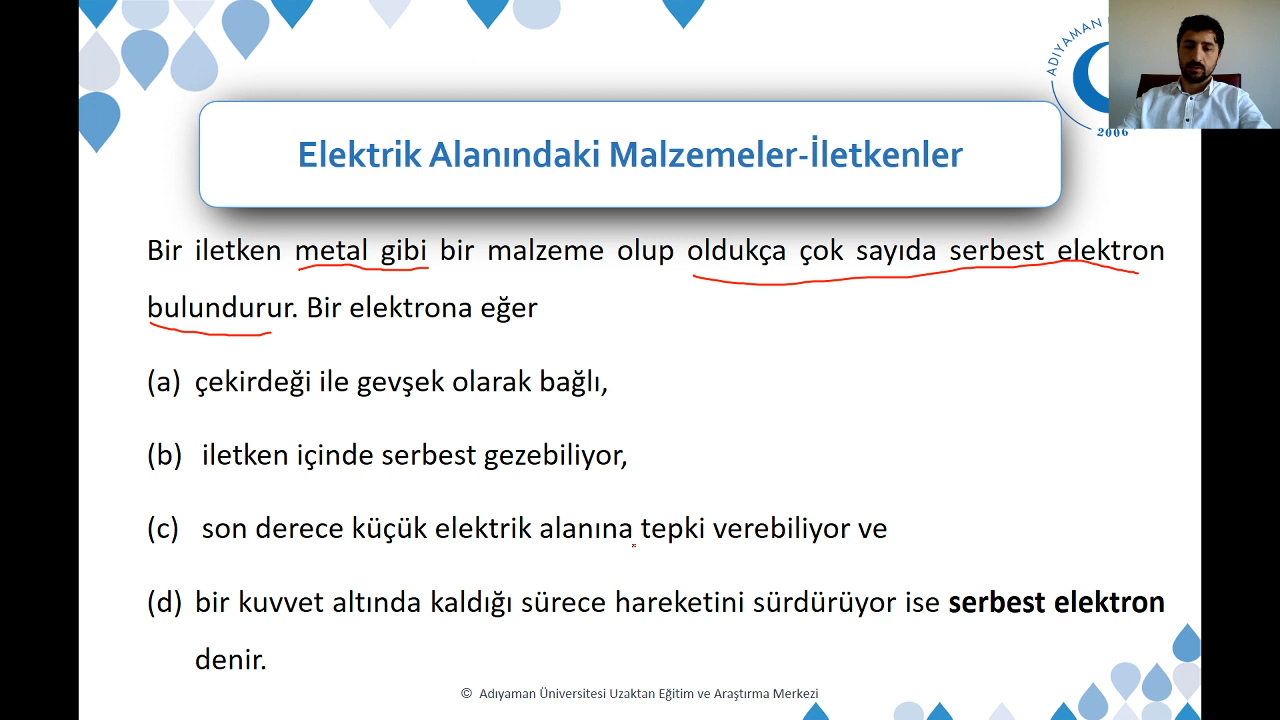 ADIYAMAN
2006
Elektrik Alanındaki Malzemeler-İletkenler
Bir iletken metal gibi bir malzeme olup oldukça çok sayıda serbest elektron
bulundurur. Bir elektrona eğer
(a) çekirdeği ile gevşek olarak bağlı,
(b) iletken içinde serbest gezebiliyor,
(c) son derece küçük elektrik alanına tepki verebiliyor ve
(d) bir kuvvet altında kaldığı sürece hareketini sürdürüyor ise serbest elektron
denir.
© Adıyaman Üniversitesi Uzaktan Eğitim ve Araştırma Merkezi